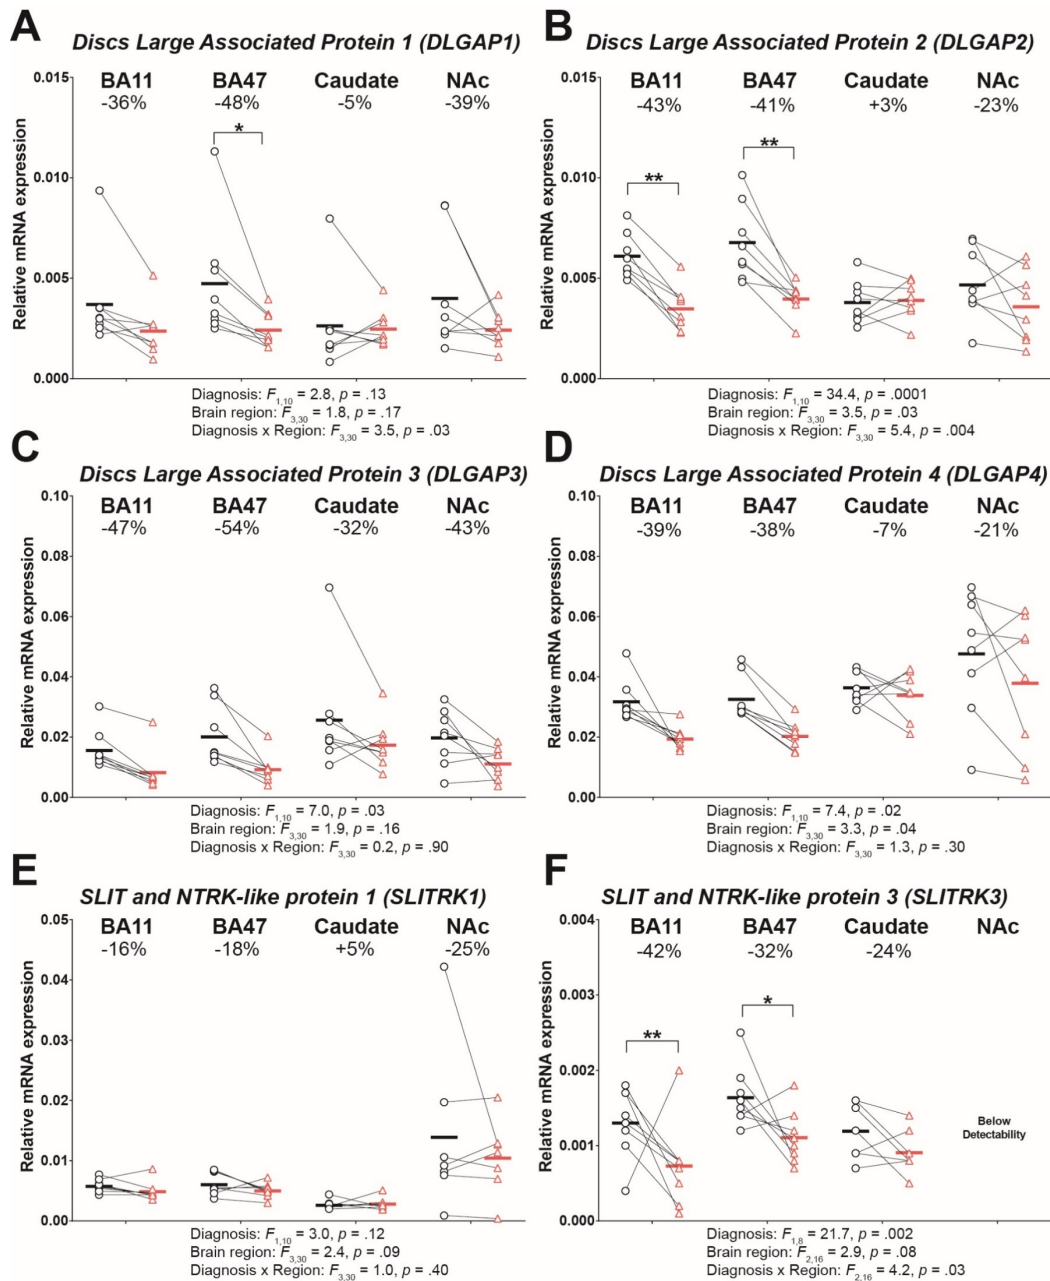 A
Discs Large Associated Protein 1 (DLGAP1)
Relative mRNA expression
0.015
0.010
0.005
0.000
BA11
-36%
BA47
-48%
Caudate
-5%
NAc
-39%
*
Diagnosis: F1,10 = 2.8, p = .13
Brain region: F3,30 = 1.8, p = .17
Diagnosis x Region: F3,30 = 3.5, p = .03
B
Discs Large Associated Protein 2 (DLGAP2)
Relative mRNA expression
0.015
0.010
0.005
0.000
BA11
-43%
BA47
-41%
Caudate
+3%
NAc
-23%
**
**
Diagnosis: F1,10 = 34.4, p = .0001
Brain region: F3,30 = 3.5, p = .03
Diagnosis x Region: F3,30 = 5.4, p = .004
C
Discs Large Associated Protein 3 (DLGAP3)
Relative mRNA expression
0.10
0.08
0.06
0.04
0.02
0.00
BA11
-47%
BA47
-54%
Caudate
-32%
NAc
-43%
Diagnosis: F1,10 = 7.0, p = .03
Brain region: F3,30 = 1.9, p = .16
Diagnosis x Region: F3,30 = 0.2, p = .90
D
Discs Large Associated Protein 4 (DLGAP4)
Relative mRNA expression
0.10
0.08
0.06
0.04
0.02
0.00
BA11
-39%
BA47
-38%
Caudate
-7%
NAc
-21%
Diagnosis: F1,10 = 7.4, p = .02
Brain region: F3,30 = 3.3, p = .04
Diagnosis x Region: F3,30 = 1.3, p = .30
E
SLIT and NTRK-like protein 1 (SLITRK1)
Relative mRNA expression
0.05
0.04
0.03
0.02
0.01
0.00
BA11
-16%
BA47
-18%
Caudate
+5%
NAc
-25%
Diagnosis: F1,10 = 3.0, p = .12
Brain region: F3,30 = 2.4, p = .09
Diagnosis x Region: F3,30 = 1.0, p = .40
F
SLIT and NTRK-like protein 3 (SLITRK3)
Relative mRNA expression
0.004
0.003
0.002
0.001
0.000
BA11
-42%
BA47
-32%
Caudate
-24%
NAc
**
*
Below
Detectability
Diagnosis: F1,8 = 21.7, p = .002
Brain region: F2,16 = 2.9, p = .08
Diagnosis x Region: F2,16 = 4.2, p = .03